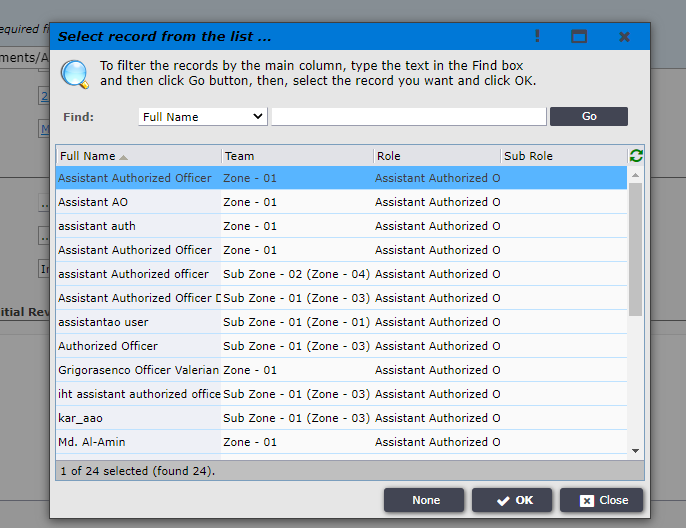 equired f
ments/A
2
M
..
..
In
itial Rev
Select record from the list ...
To filter the records by the main column, type the text in the Find box
and then click Go button, then, select the record you want and click OK.
Find: Full Name Go
Full Name Team Role Sub Role
Assistant Authorized Officer Zone - 01 Assistant Authorized O
Assistant AO Zone - 01 Assistant Authorized O
assistant auth Zone - 01 Assistant Authorized O
Assistant Authorized Officer Zone - 01 Assistant Authorized O
assistant Authorized officer Sub Zone - 02 (Zone - 04) Assistant Authorized O
Assistant Authorized Officer D Sub Zone - 01 (Zone - 03) Assistant Authorized O
assistantao user Sub Zone - 01 (Zone - 01) Assistant Authorized O
Authorized Officer Sub Zone - 01 (Zone - 03) Assistant Authorized O
Grigorasenco Officer Valerian Zone - 01 Assistant Authorized O
iht assistant authorized office Sub Zone - 01 (Zone - 03) Assistant Authorized O
kar_aao Sub Zone - 01 (Zone - 03) Assistant Authorized O
Md. Al-Amin Zone - 01 Assistant Authorized O
1 of 24 selected (found 24).
None OK Close